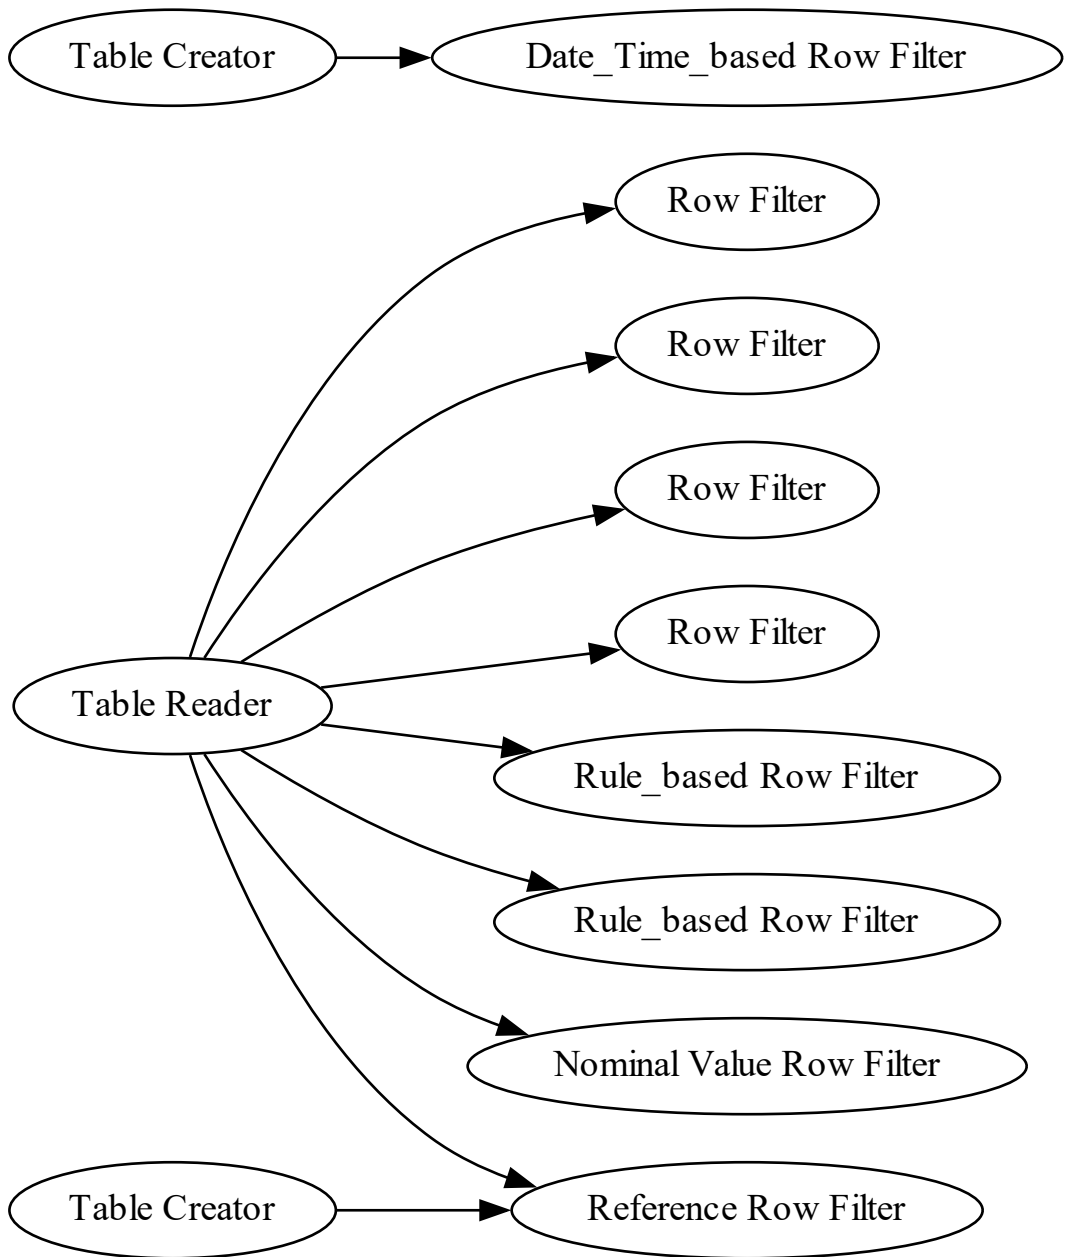 Table Creator
Date_Time_based Row Filter
Row Filter
Row Filter
Row Filter
Row Filter
Table Reader
Rule_based Row Filter
Rule_based Row Filter
Nominal Value Row Filter
Table Creator
Reference Row Filter